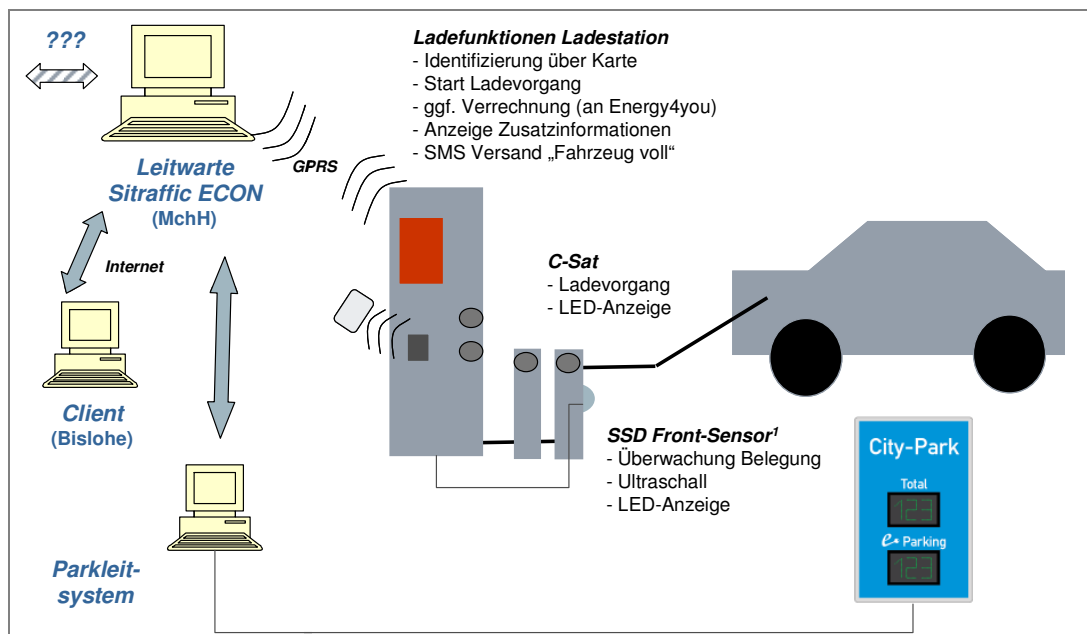 ???
Leitwarte
Sitraffic ECON
(MchH)
GPRS
Internet
Client
(Bislohe)
Parkleit-
system
Ladefunktionen Ladestation
- Identifizierung über Karte
- Start Ladevorgang
- ggf. Verrechnung (an Energy4you)
- Anzeige Zusatzinformationen
- SMS Versand „Fahrzeug voll“
C-Sat
- Ladevorgang
- LED-Anzeige
SSD Front-Sensor¹
- Überwachung Belegung
- Ultraschall
- LED-Anzeige
City-Park
Total
123
e Parking
123